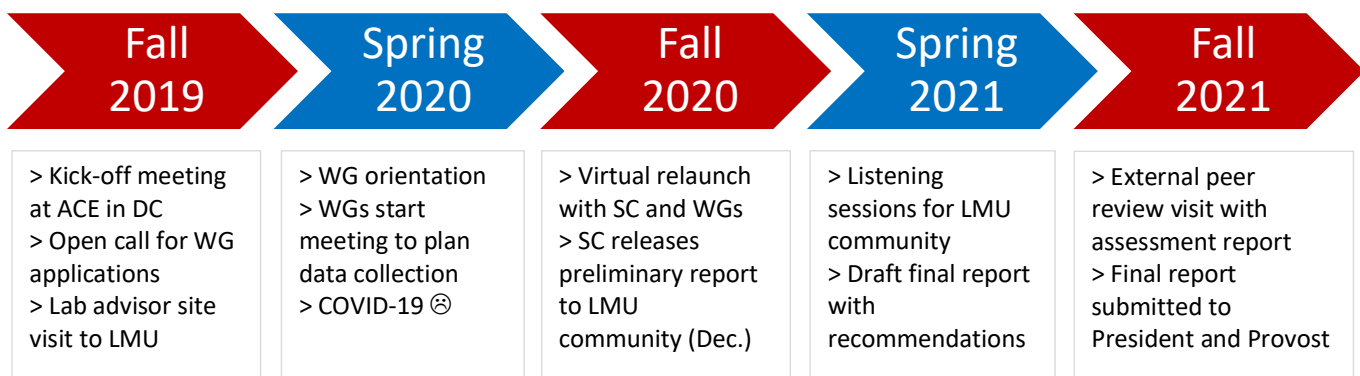 Fall
2019
Spring
2020
Fall
2020
Spring
2021
Fall
2021
> Kick-off meeting
at ACE in DC
> Open call for WG
applications
> Lab advisor site
visit to LMU
> WG orientation
> WGs start
meeting to plan
data collection
> COVID-19 ☹
> Virtual relaunch
with SC and WGs
> SC releases
preliminary report
to LMU
community (Dec.)
> Listening
sessions for LMU
community
> Draft final report
with
recommendations
> External peer
review visit with
assessment report
> Final report
submitted to
President and Provost